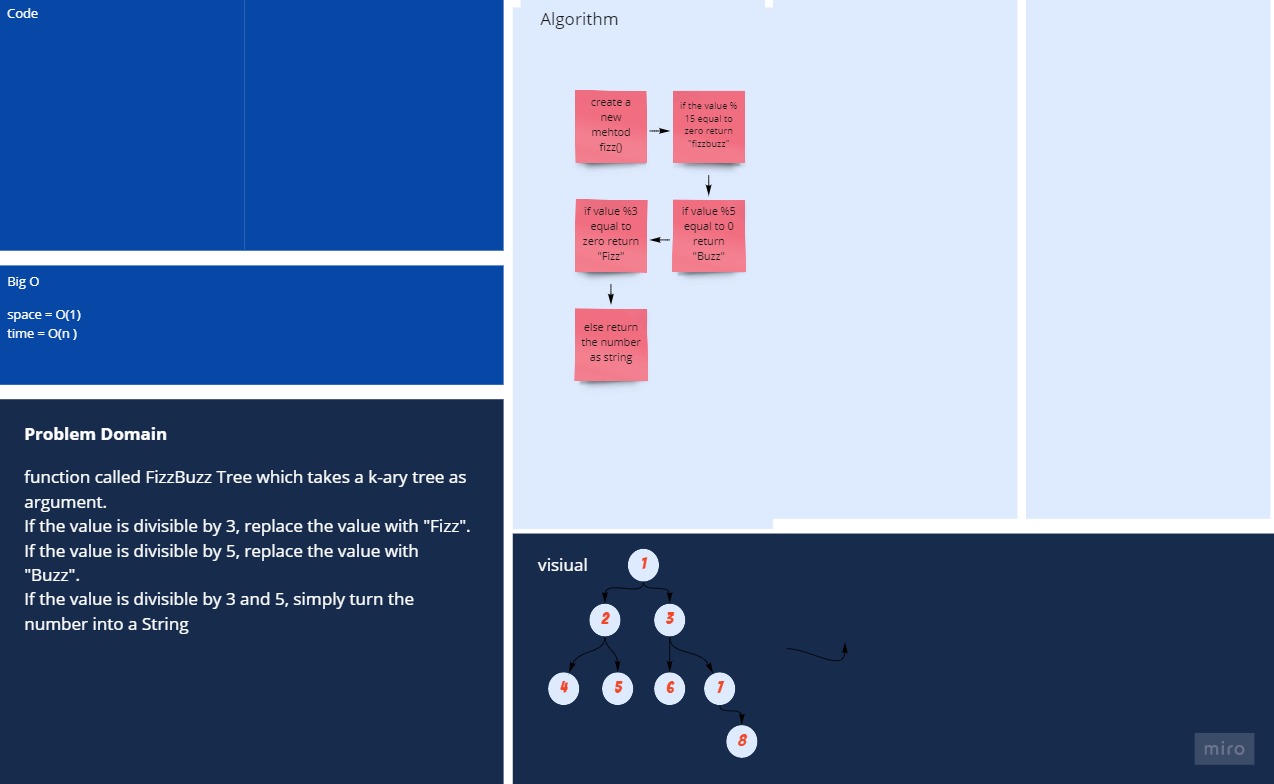 Code
Big O
space = O(1)
time = O(n )
Problem Domain
function called FizzBuzz Tree which takes a k-ary tree as
argument.
If the value is divisible by 3, replace the value with "Fizz".
If the value is divisible by 5, replace the value with
"Buzz".
If the value is divisible by 3 and 5, simply turn the
number into a String
Algorithm
create a
new
mehtod
fizz()
if the value %
15 equal to
zero return
"fizzbuzz"
if value %3
equal to
zero return
"Fizz"
if value %5
equal to 0
return
"Buzz"
else return
the number
as string
visiual
1
2
3
4
5
6
7
8
miro